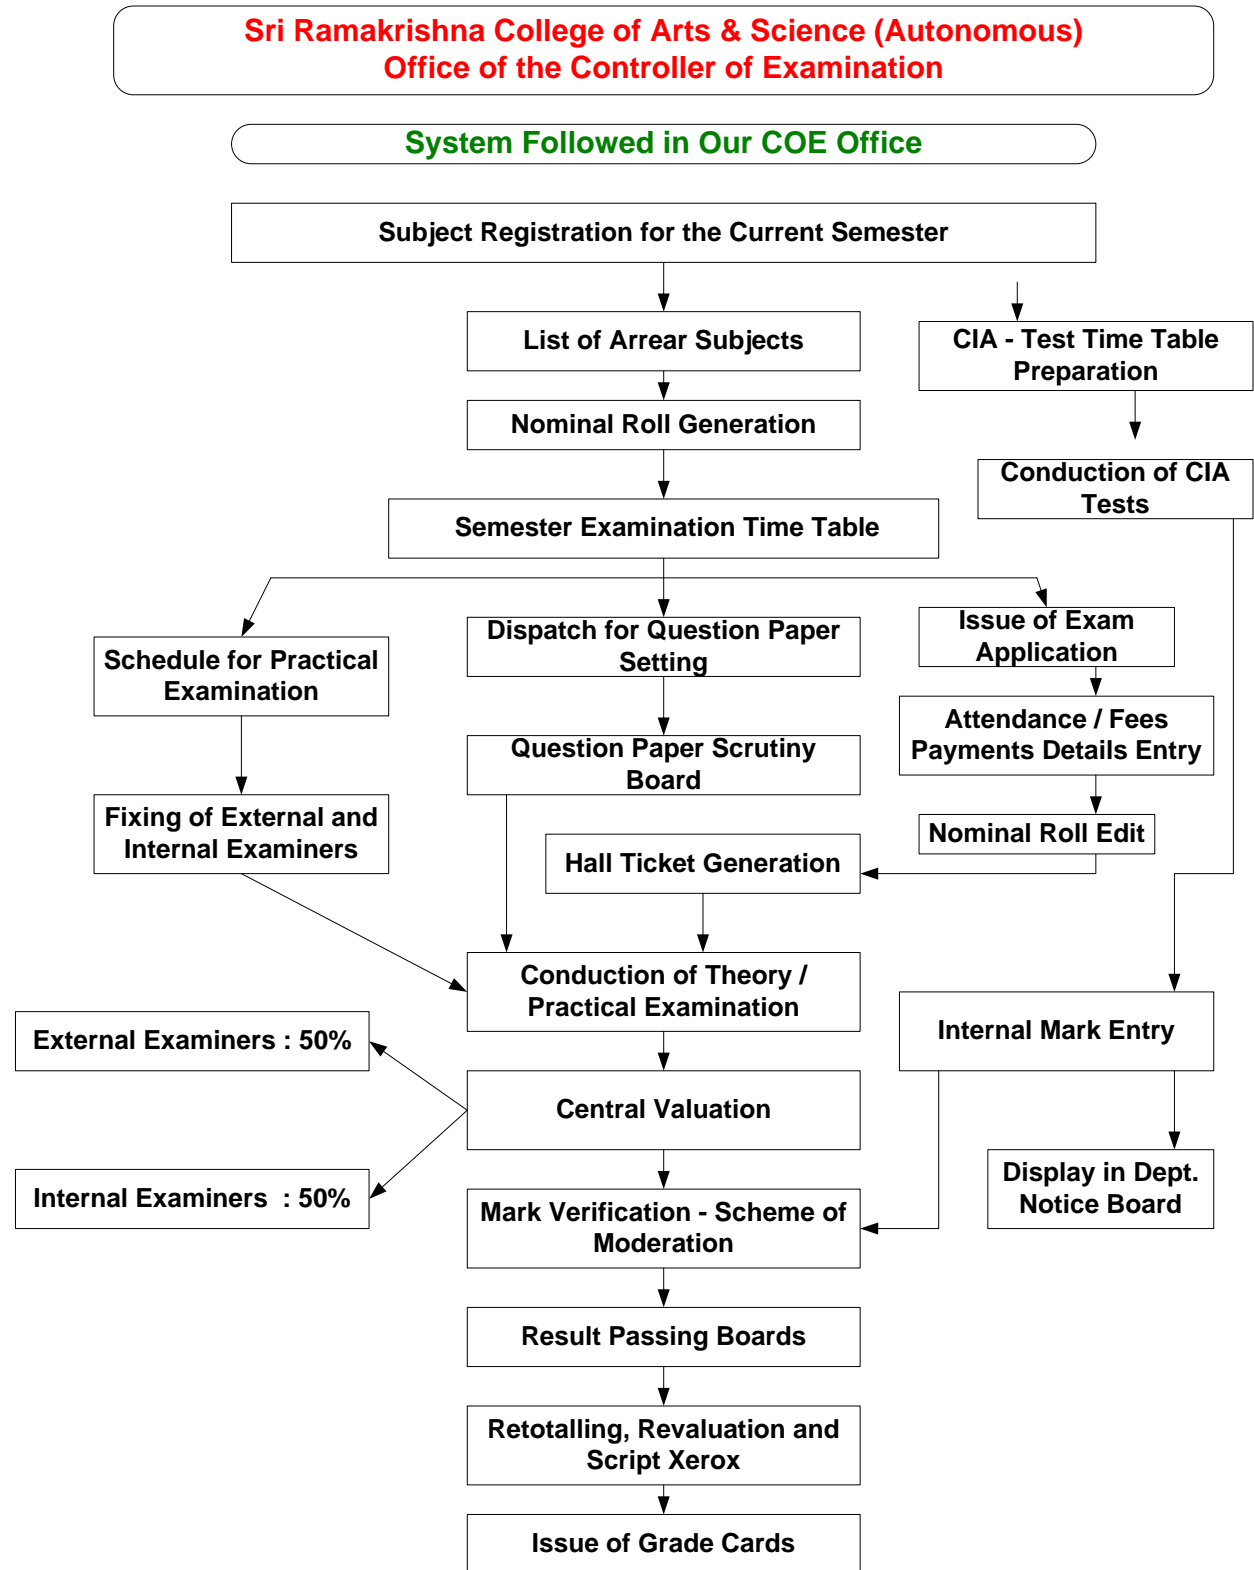 Sri Ramakrishna College of Arts & Science (Autonomous)
Office of the Controller of Examination
System Followed in Our COE Office
Subject Registration for the Current Semester
List of Arrear Subjects
CIA - Test Time Table
Preparation
Nominal Roll Generation
Conduction of CIA
Tests
Semester Examination Time Table
Schedule for Practical
Examination
Dispatch for Question Paper
Setting
Issue of Exam
Application
Attendance / Fees
Payments Details Entry
Question Paper Scrutiny
Board
Fixing of External and
Internal Examiners
Nominal Roll Edit
Hall Ticket Generation
Conduction of Theory /
Practical Examination
External Examiners : 50%
Internal Mark Entry
Central Valuation
Internal Examiners  : 50%
Display in Dept.
Notice Board
Mark Verification - Scheme of
Moderation
Result Passing Boards
Retotalling, Revaluation and
Script Xerox
Issue of Grade Cards